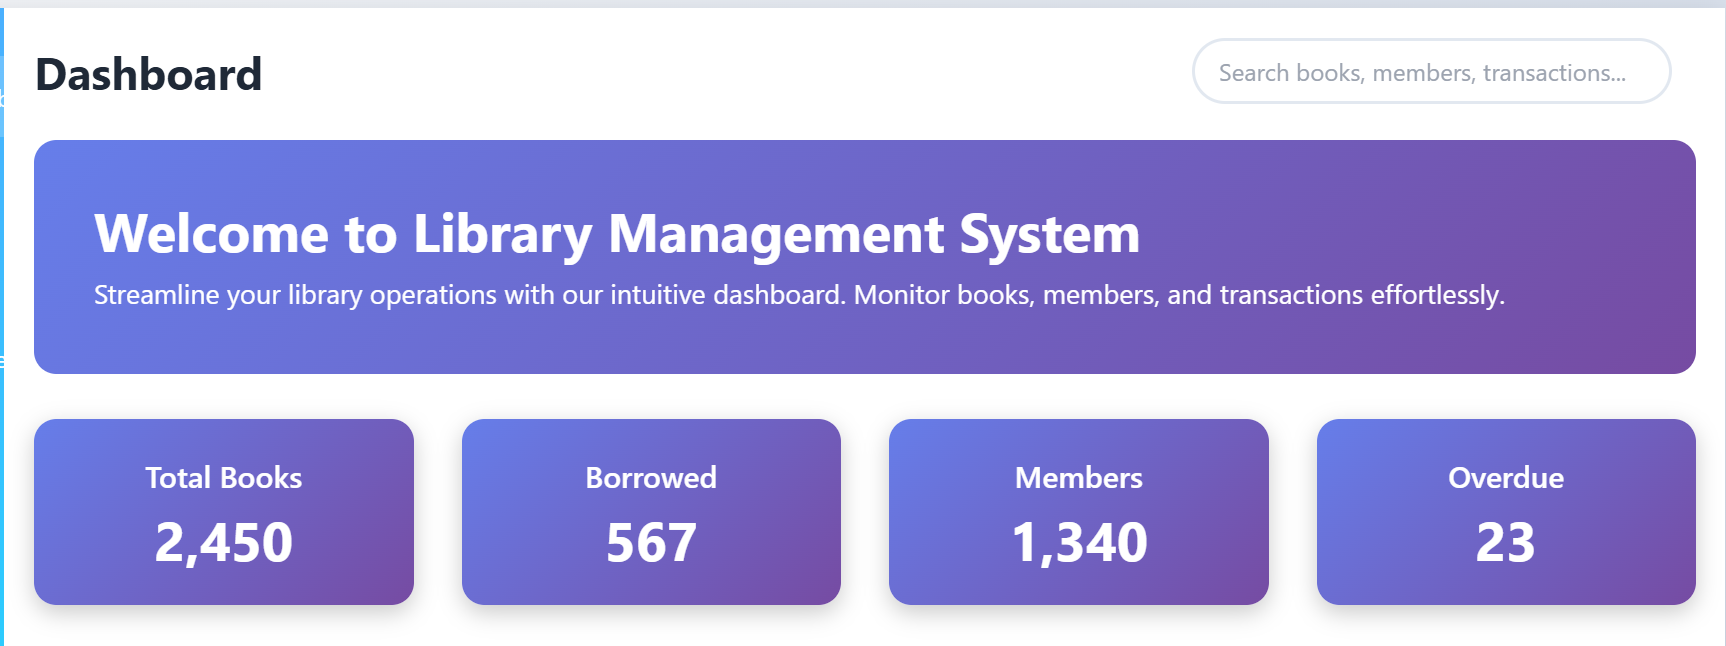 Dashboard
Search books, members, transactions...
Welcome to Library Management System
Streamline your library operations with our intuitive dashboard. Monitor books, members, and transactions effortlessly.
Total Books
2,450
Borrowed
567
Members
1,340
Overdue
23